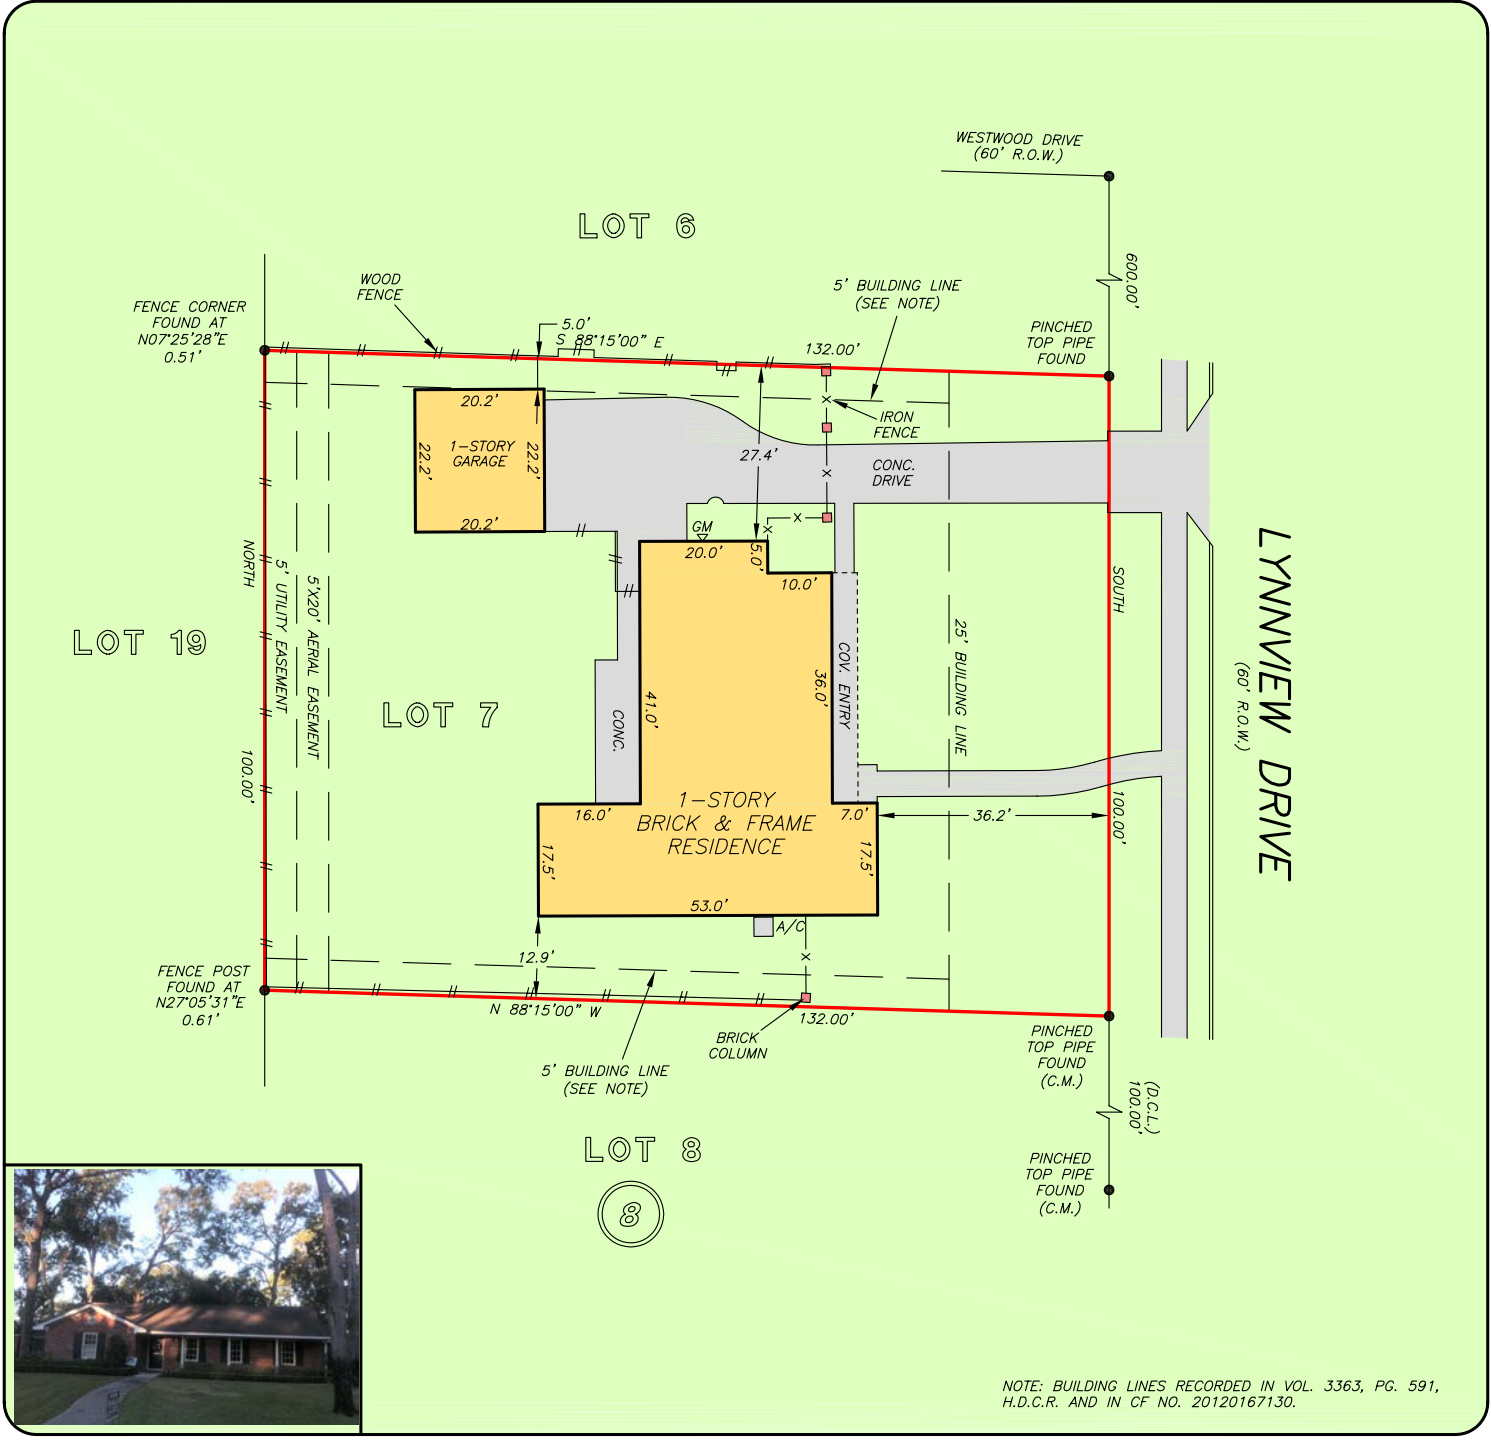 WESTWOOD DRIVE
(60' R.O.W.)
600.00'
LOT 6
WOOD
FENCE
5' BUILDING LINE
(SEE NOTE)
FENCE CORNER
FOUND AT
N07°25'28"E
0.51'
5.0'
S 88°15'00" E
132.00'
PINCHED
TOP PIPE
FOUND
IRON
FENCE
20.2'
1-STORY
GARAGE
22.2'
22.2'
20.2'
27.4'
CONC.
DRIVE
GM
20.0'
5.0'
10.0'
NORTH
100.00'
5' UTILITY EASEMENT
5'X20' AERIAL EASEMENT
LOT 19
LOT 7
CONC.
41.0'
36.0'
COV. ENTRY
25' BUILDING LINE
SOUTH
100.00'
LYNNVIEW DRIVE
(60' R.O.W.)
1-STORY
BRICK & FRAME
RESIDENCE
16.0'
7.0'
36.2'
17.5'
17.5'
53.0'
A/C
12.9'
FENCE POST
FOUND AT
N27°05'31"E
0.61'
N 88°15'00" W
132.00'
BRICK
COLUMN
5' BUILDING LINE
(SEE NOTE)
PINCHED
TOP PIPE
FOUND
(C.M.)
(D.C.L.)
100.00'
LOT 8
8
PINCHED
TOP PIPE
FOUND
(C.M.)
NOTE: BUILDING LINES RECORDED IN VOL. 3363, PG. 591,
H.D.C.R. AND IN CF NO. 20120167130.